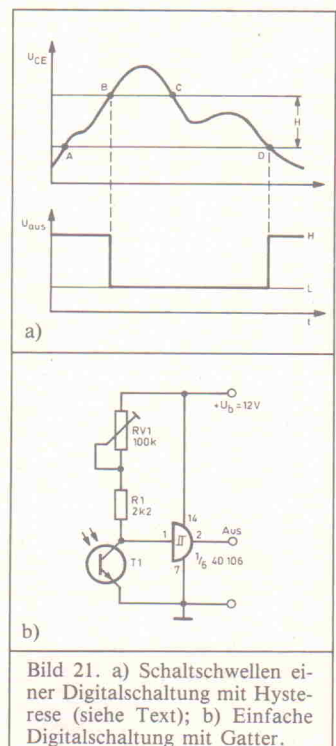 U_CE
B
C
H
A
D
U_aus
H
L
t
a)
+U_b = 12V
RV1
100k
R1
2k2
14
Aus
1
2
T1
7
1/6 40 106
b)
Bild 21. a) Schaltschwellen ei-
ner Digitalschaltung mit Hyste-
rese (siehe Text); b) Einfache
Digitalschaltung mit Gatter.